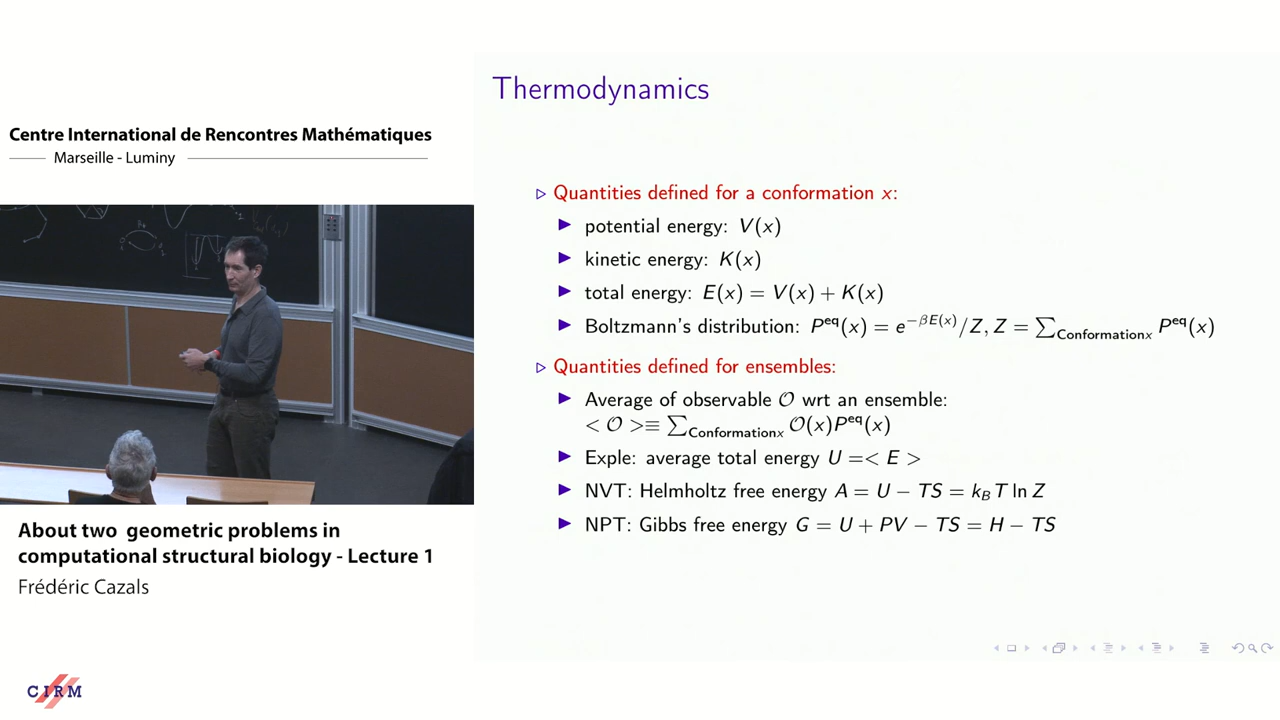 Centre International de Rencontres Mathématiques
Marseille - Luminy
About two geometric problems in
computational structural biology - Lecture 1
Frédéric Cazals
CIRM
Thermodynamics
▷ Quantities defined for a conformation x:
▶ potential energy: V(x)
▶ kinetic energy: K(x)
▶ total energy: E(x) = V(x) + K(x)
▶ Boltzmann's distribution: P^eq(x) = e^{−βE(x)}/Z, Z = ∑_{Conformationx} P^eq(x)
▷ Quantities defined for ensembles:
▶ Average of observable 𝒪 wrt an ensemble:
< 𝒪 >≡ ∑_{Conformationx} 𝒪(x)P^eq(x)
▶ Exple: average total energy U =< E >
▶ NVT: Helmholtz free energy A = U − TS = k_B T ln Z
▶ NPT: Gibbs free energy G = U + PV − TS = H − TS